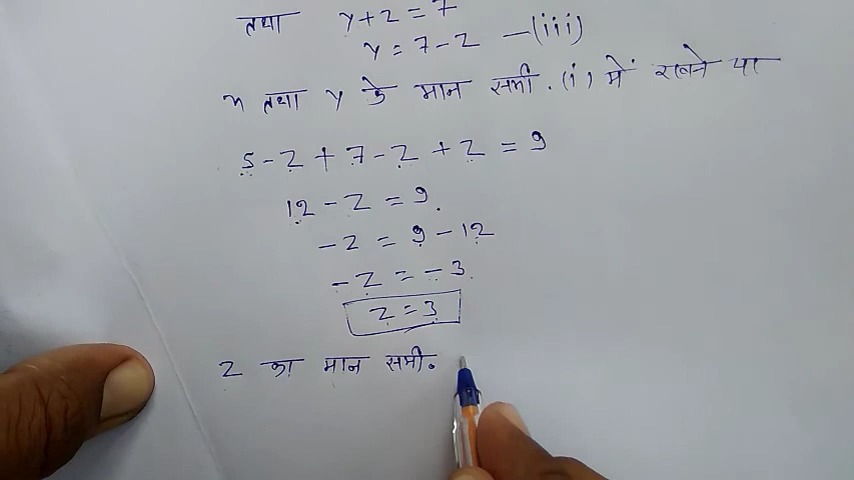 तथा y+z=7
y=7-z -(iii)
x तथा y के मान समी. (i) में रखने पर
5-z+7-z+z=9
12-z=9
-z=9-12
-z=-3
z=3
z का मान समी.